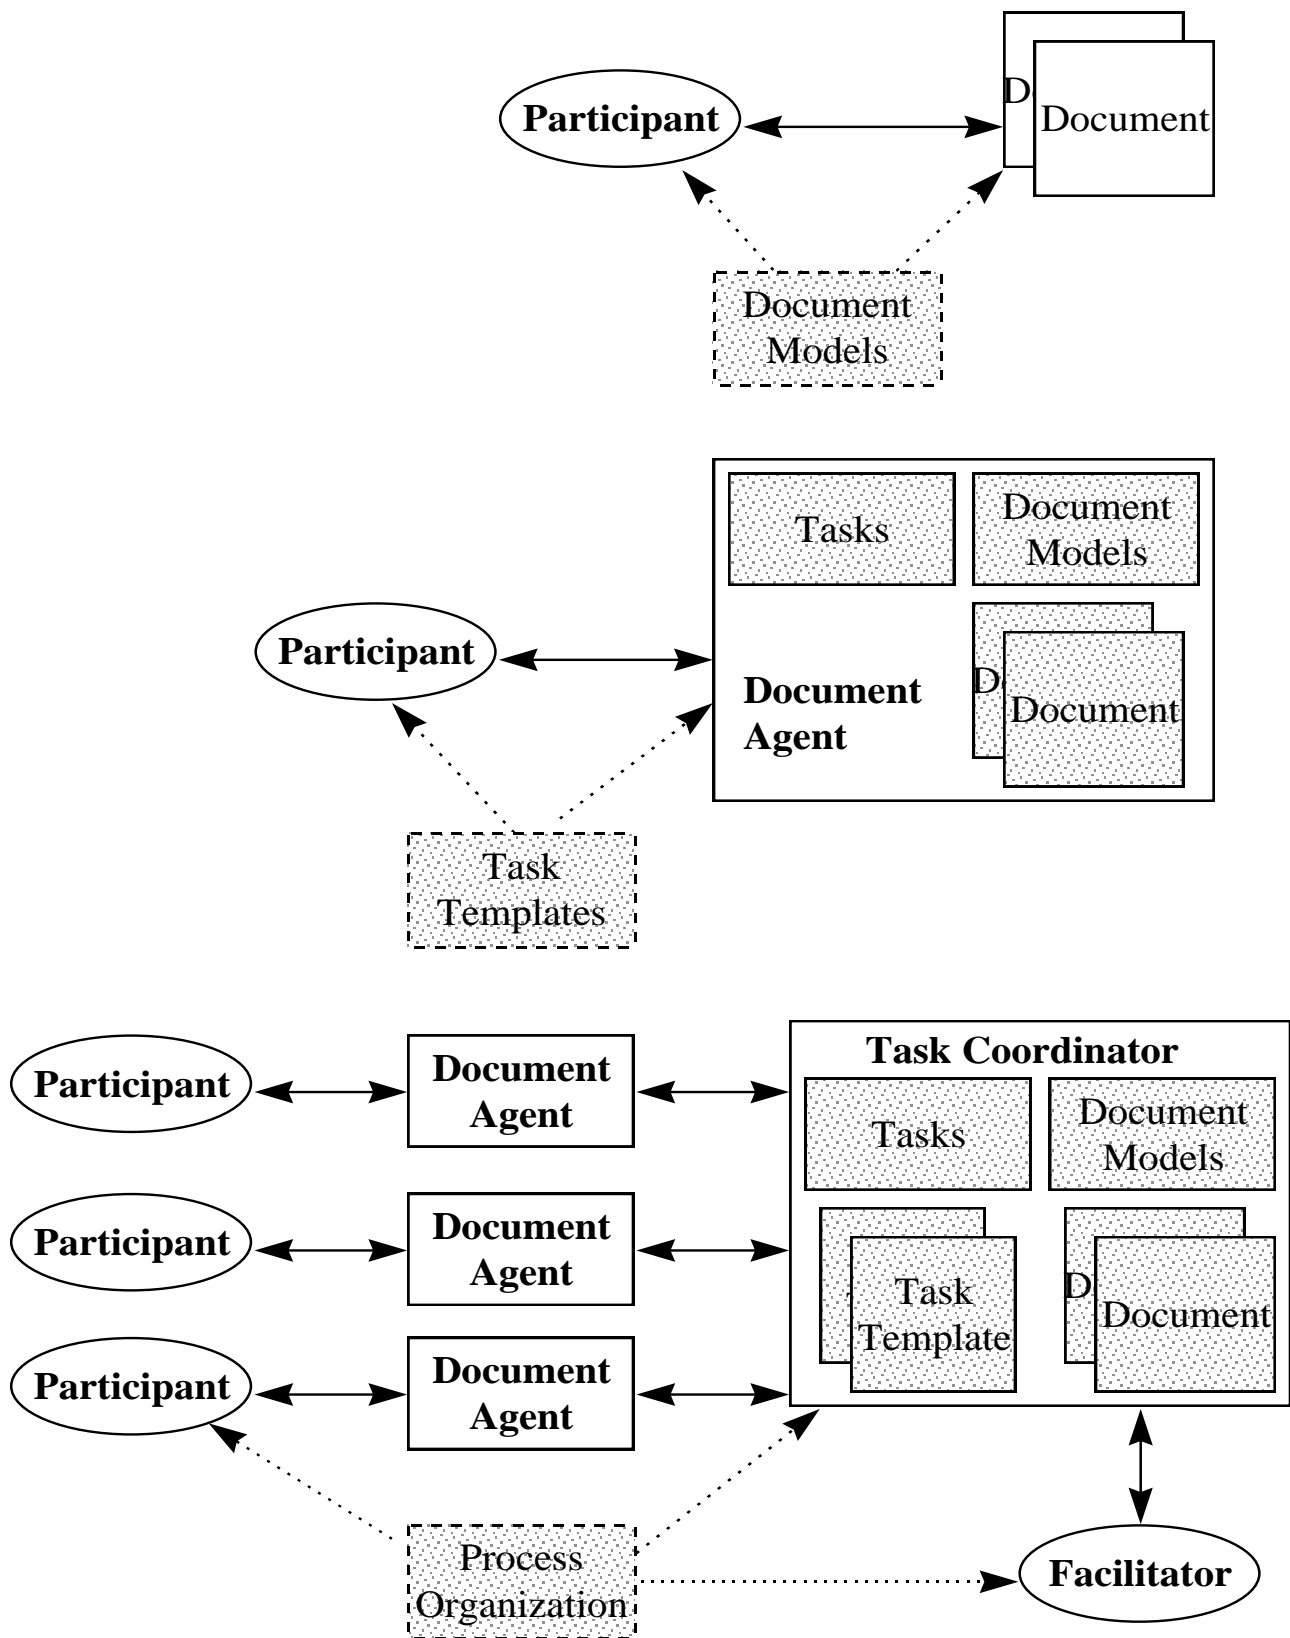 Participant
D
Document
Document
Models
Tasks
Document
Models
Participant
Document
Agent
D
Document
Task
Templates
Participant
Document
Agent
Task Coordinator
Tasks
Document
Models
Participant
Document
Agent
Task
Template
D
Document
Participant
Document
Agent
Process
Organization
Facilitator